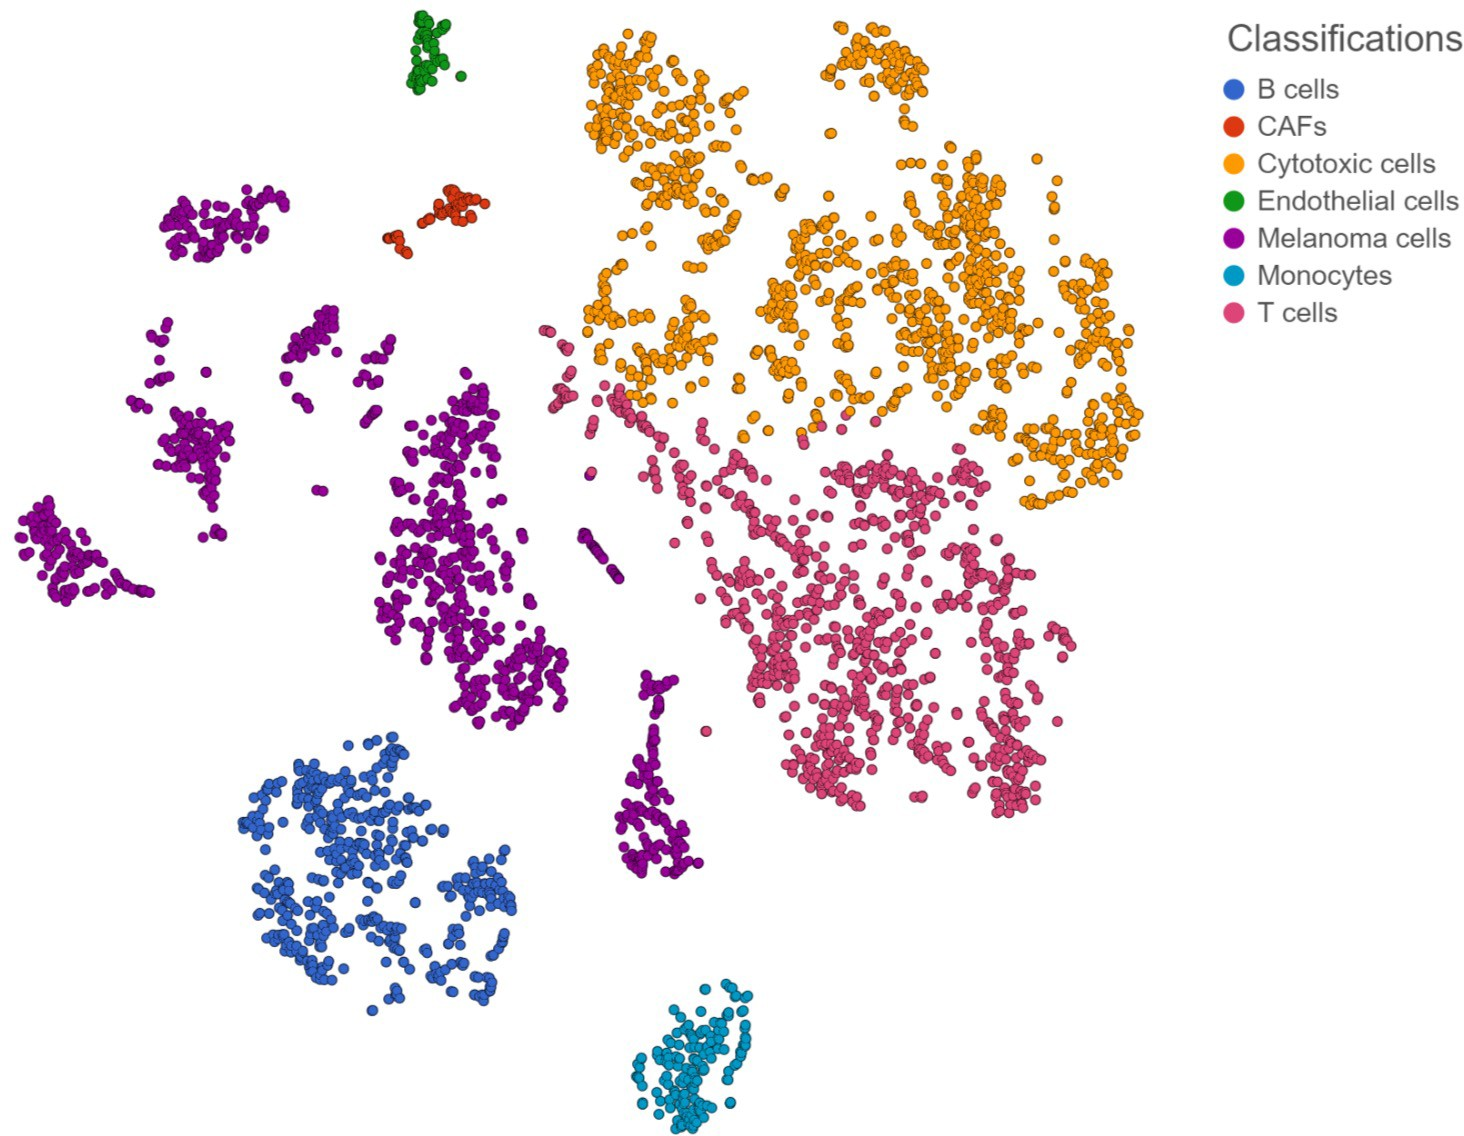 Classifications
B cells
CAFs
Cytotoxic cells
Endothelial cells
Melanoma cells
Monocytes
T cells